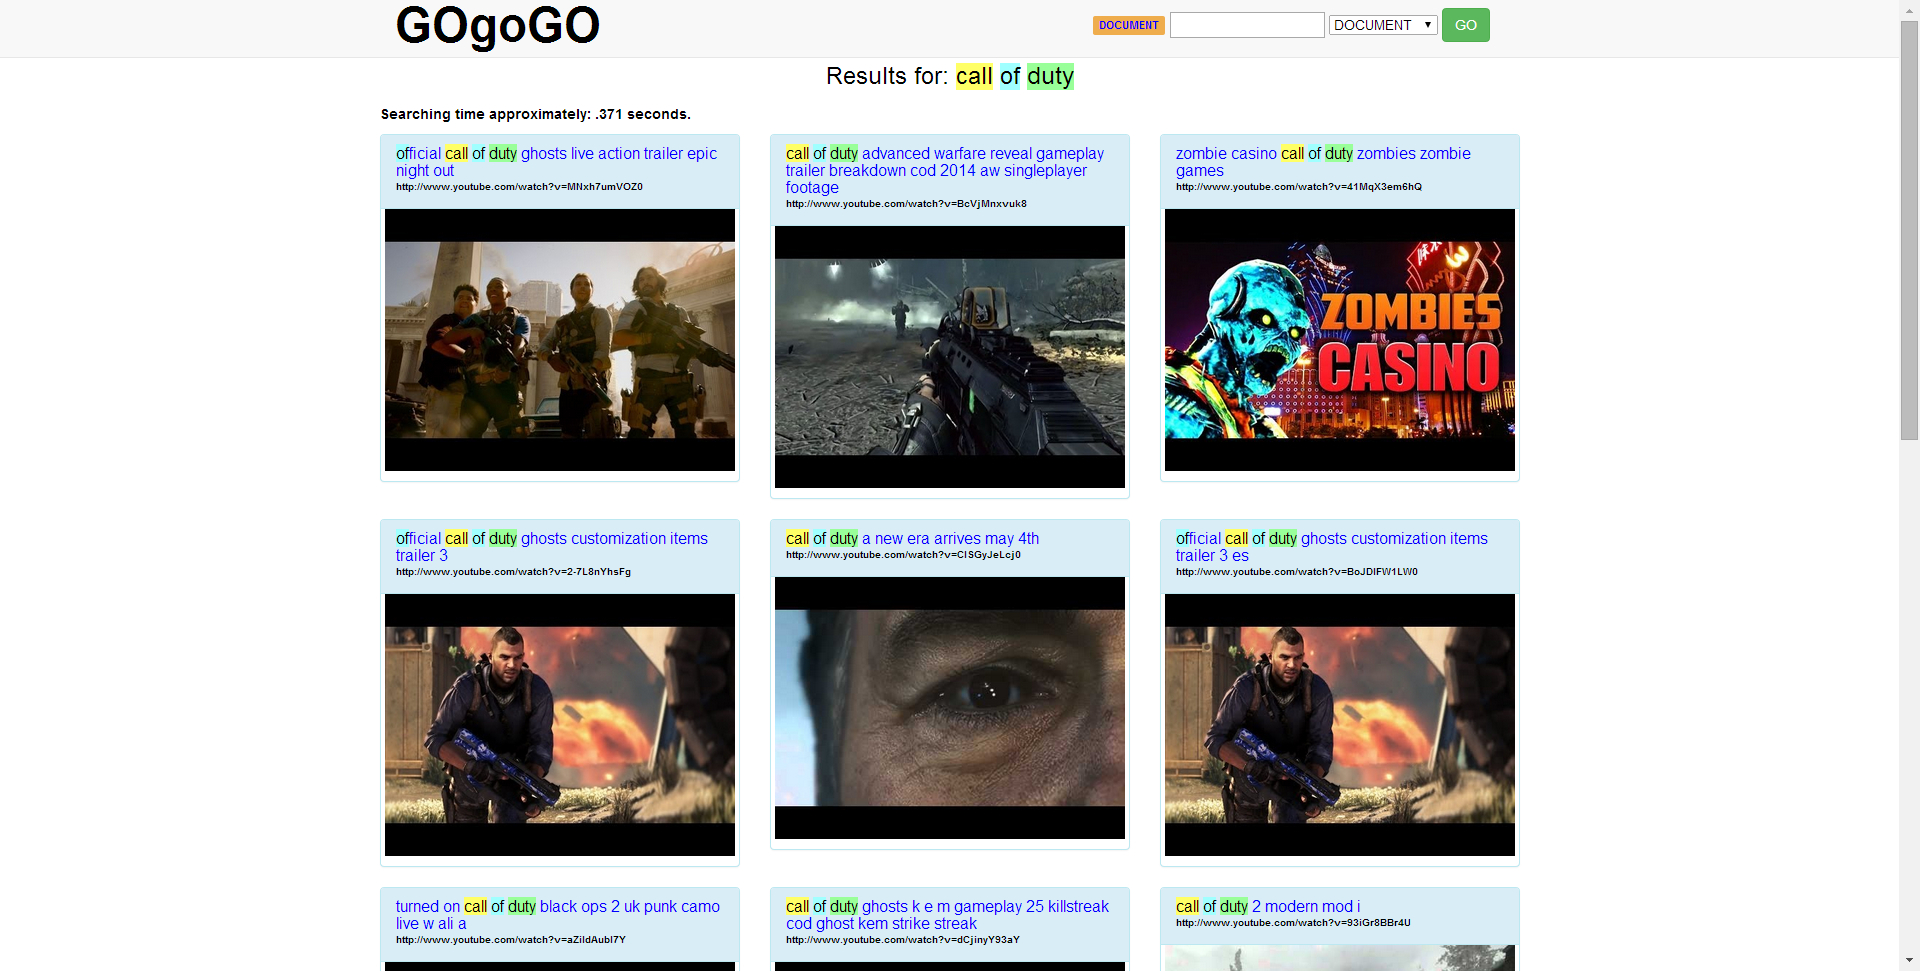 GOgoGO
DOCUMENT DOCUMENT GO
Results for: call of duty
Searching time approximately: .371 seconds.
official call of duty ghosts live action trailer epic
night out
http://www.youtube.com/watch?v=MNxh7umVOZ0
call of duty advanced warfare reveal gameplay
trailer breakdown cod 2014 aw singleplayer
footage
http://www.youtube.com/watch?v=BcVjMnxvuk8
zombie casino call of duty zombies zombie
games
http://www.youtube.com/watch?v=41MqX3em6hQ
ZOMBIES
CASINO
official call of duty ghosts customization items
trailer 3
http://www.youtube.com/watch?v=2-7L8nYhsFg
call of duty a new era arrives may 4th
http://www.youtube.com/watch?v=CISGyJeLcj0
official call of duty ghosts customization items
trailer 3 es
http://www.youtube.com/watch?v=BoJDIFW1LW0
turned on call of duty black ops 2 uk punk camo
live w ali a
http://www.youtube.com/watch?v=aZildAubI7Y
call of duty ghosts k e m gameplay 25 killstreak
cod ghost kem strike streak
http://www.youtube.com/watch?v=dCjinyY93aY
call of duty 2 modern mod i
http://www.youtube.com/watch?v=93iGr8BBr4U